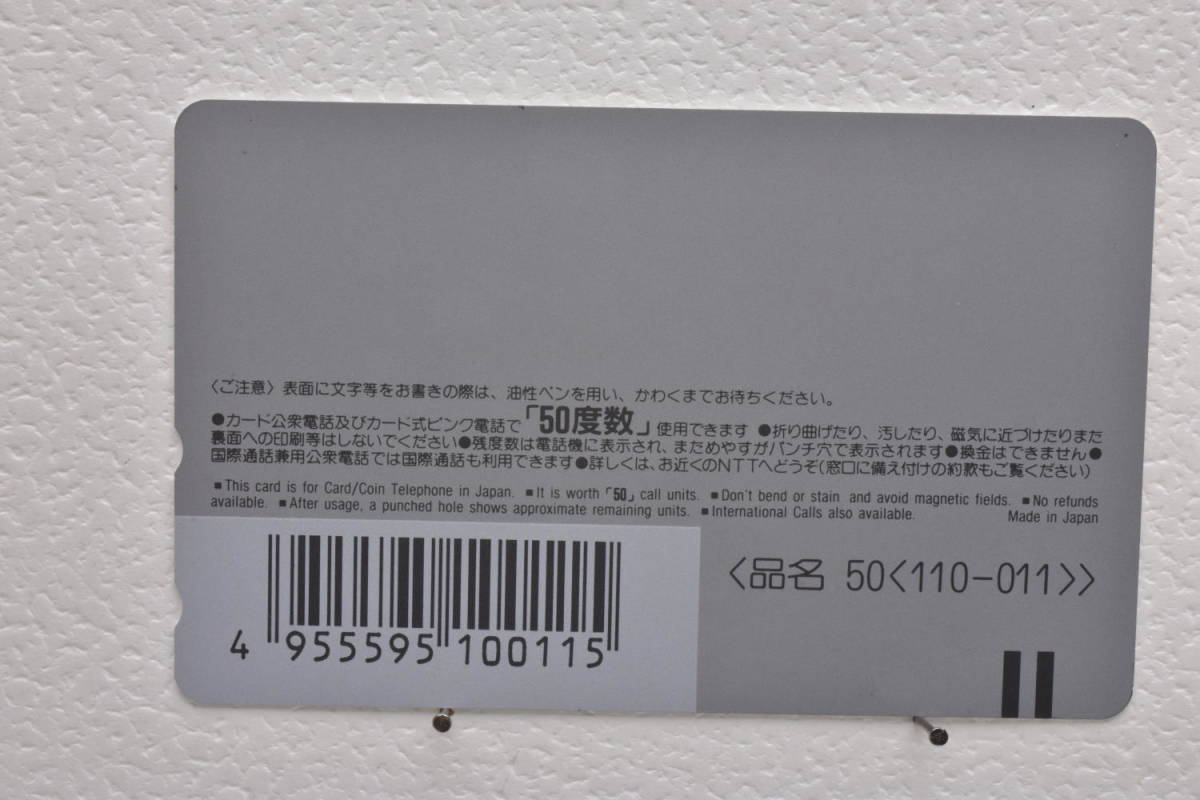 〈ご注意〉表面に文字等をお書きの際は、油性ペンを用い、かわくまでお待ちください。
●カード公衆電話及びカード式ピンク電話で「50度数」使用できます ●折り曲げたり、汚したり、磁気に近づけたりまた
裏面への印刷等はしないでください●残度数は電話機に表示され、まためやすがパンチ穴で表示されます●換金はできません●
国際通話兼用公衆電話では国際通話も利用できます●詳しくは、お近くのNTTへどうぞ(窓口に備え付けの約款もご覧ください)
■This card is for Card/Coin Telephone in Japan. ■It is worth「50」call units. ■Don't bend or stain and avoid magnetic fields. ■No refunds
available. ■After usage, a punched hole shows approximate remaining units. ■International Calls also available. Made in Japan
〈品名 50<110-011>〉
4 955595 100115